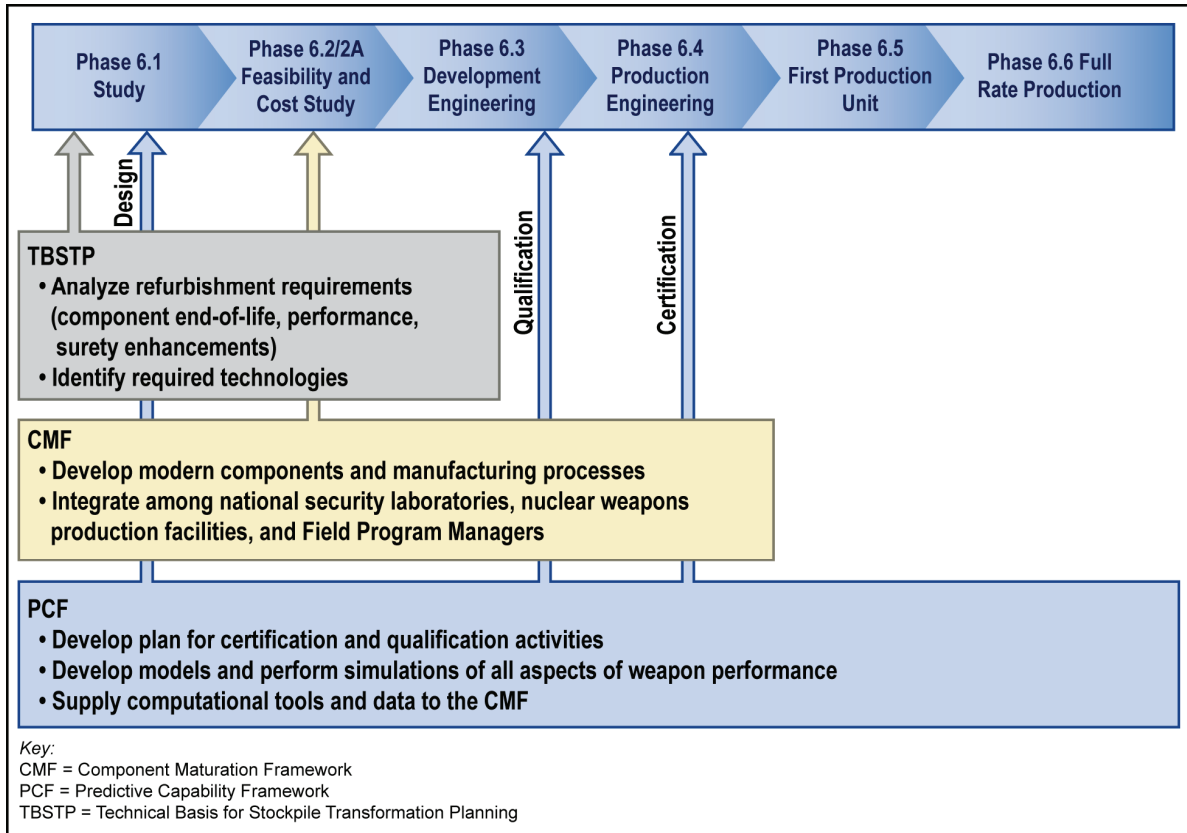 Phase 6.1
Study
Phase 6.2/2A
Feasibility and
Cost Study
Phase 6.3
Development
Engineering
Phase 6.4
Production
Engineering
Phase 6.5
First Production
Unit
Phase 6.6 Full
Rate Production
Design
Qualification
Certification
TBSTP
• Analyze refurbishment requirements
(component end-of-life, performance,
surety enhancements)
• Identify required technologies
CMF
• Develop modern components and manufacturing processes
• Integrate among national security laboratories, nuclear weapons
production facilities, and Field Program Managers
PCF
• Develop plan for certification and qualification activities
• Develop models and perform simulations of all aspects of weapon performance
• Supply computational tools and data to the CMF
Key:
CMF = Component Maturation Framework
PCF = Predictive Capability Framework
TBSTP = Technical Basis for Stockpile Transformation Planning